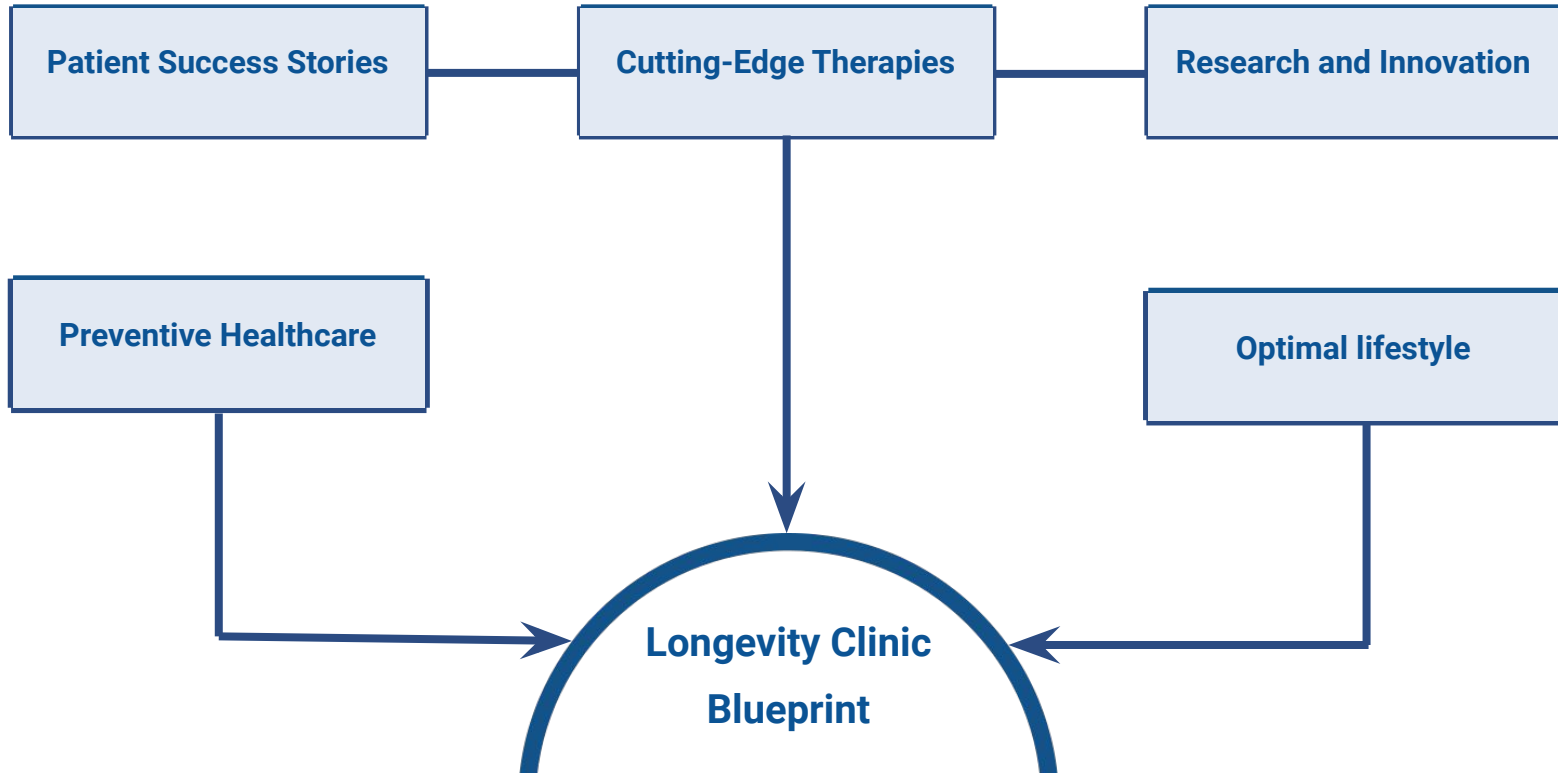 Patient Success Stories
Cutting-Edge Therapies
Research and Innovation
Preventive Healthcare
Optimal lifestyle
Longevity Clinic
Blueprint